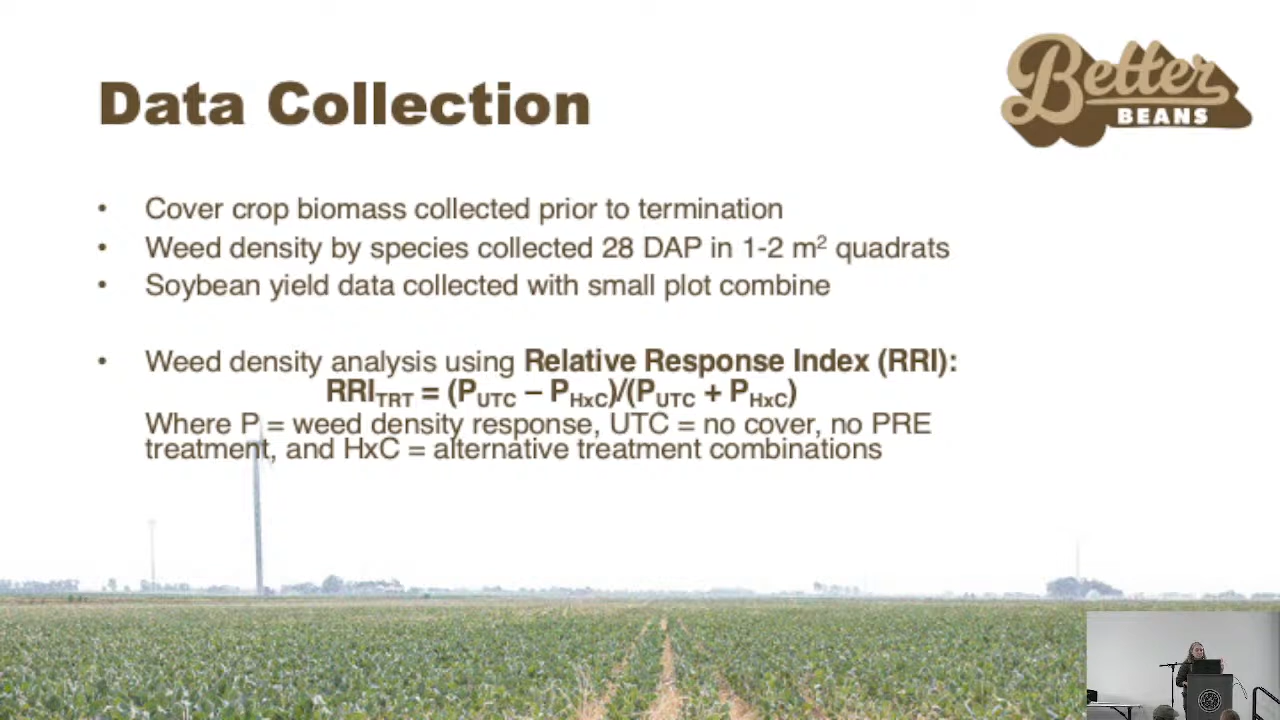 Better
BEANS
Data Collection
• Cover crop biomass collected prior to termination
• Weed density by species collected 28 DAP in 1-2 m² quadrats
• Soybean yield data collected with small plot combine
• Weed density analysis using Relative Response Index (RRI):
RRI_TRT = (P_UTC – P_HxC)/(P_UTC + P_HxC)
Where P = weed density response, UTC = no cover, no PRE
treatment, and HxC = alternative treatment combinations